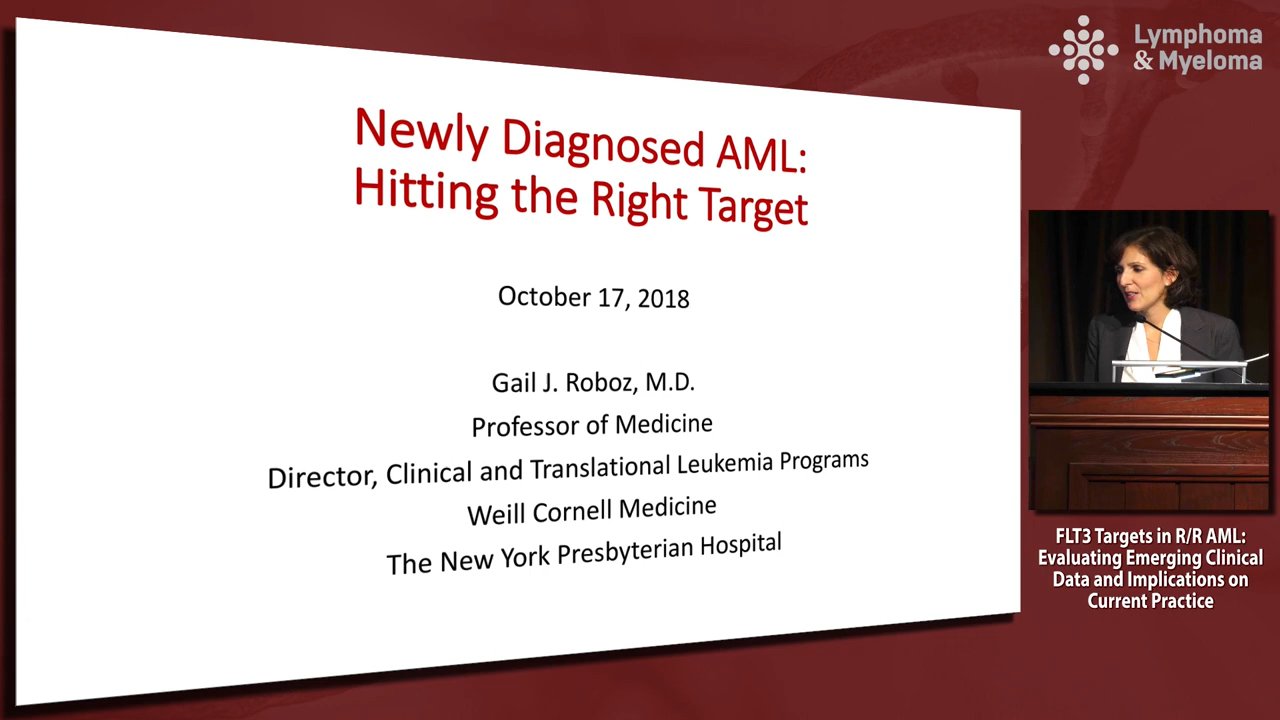 Newly Diagnosed AML:
Hitting the Right Target
October 17, 2018
Gail J. Roboz, M.D.
Professor of Medicine
Director, Clinical and Translational Leukemia Programs
Weill Cornell Medicine
The New York Presbyterian Hospital
Lymphoma
& Myeloma
FLT3 Targets in R/R AML:
Evaluating Emerging Clinical
Data and Implications on
Current Practice